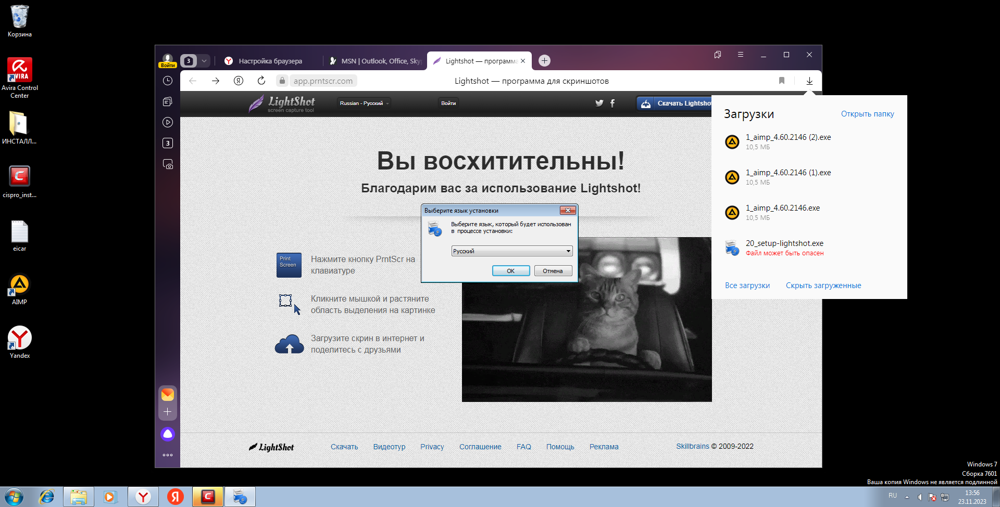 Корзина
Avira Control
Center
ИНСТАЛЛ...
cispro_inst...
eicar
AIMP
Yandex
Войти
3
Настройка браузера
MSN | Outlook, Office, Sky
Lightshot — программа
app.prntscr.com
Lightshot — программа для скриншотов
3
LightShot
screen capture tool
Russian - Русский
Войти
Скачать Lightshot
Вы восхитительны!
Благодарим вас за использование Lightshot!
Print
Screen
Нажмите кнопку PrntScr на
клавиатуре
Кликните мышкой и растяните
область выделения на картинке
Загрузите скрин в интернет и
поделитесь с друзьями
Выберите язык установки
Выберите язык, который будет использован
в процессе установки:
Русский
OK
Отмена
Загрузки
Открыть папку
1_aimp_4.60.2146 (2).exe
10,5 МБ
1_aimp_4.60.2146 (1).exe
10,5 МБ
1_aimp_4.60.2146.exe
10,5 МБ
20_setup-lightshot.exe
Файл может быть опасен
Все загрузки
Скрыть загруженные
LightShot
Скачать
Видеотур
Privacy
Соглашение
FAQ
Помощь
Реклама
Skillbrains © 2009-2022
Windows 7
Сборка 7601
Ваша копия Windows не является подлинной
RU
13:56
23.11.2023